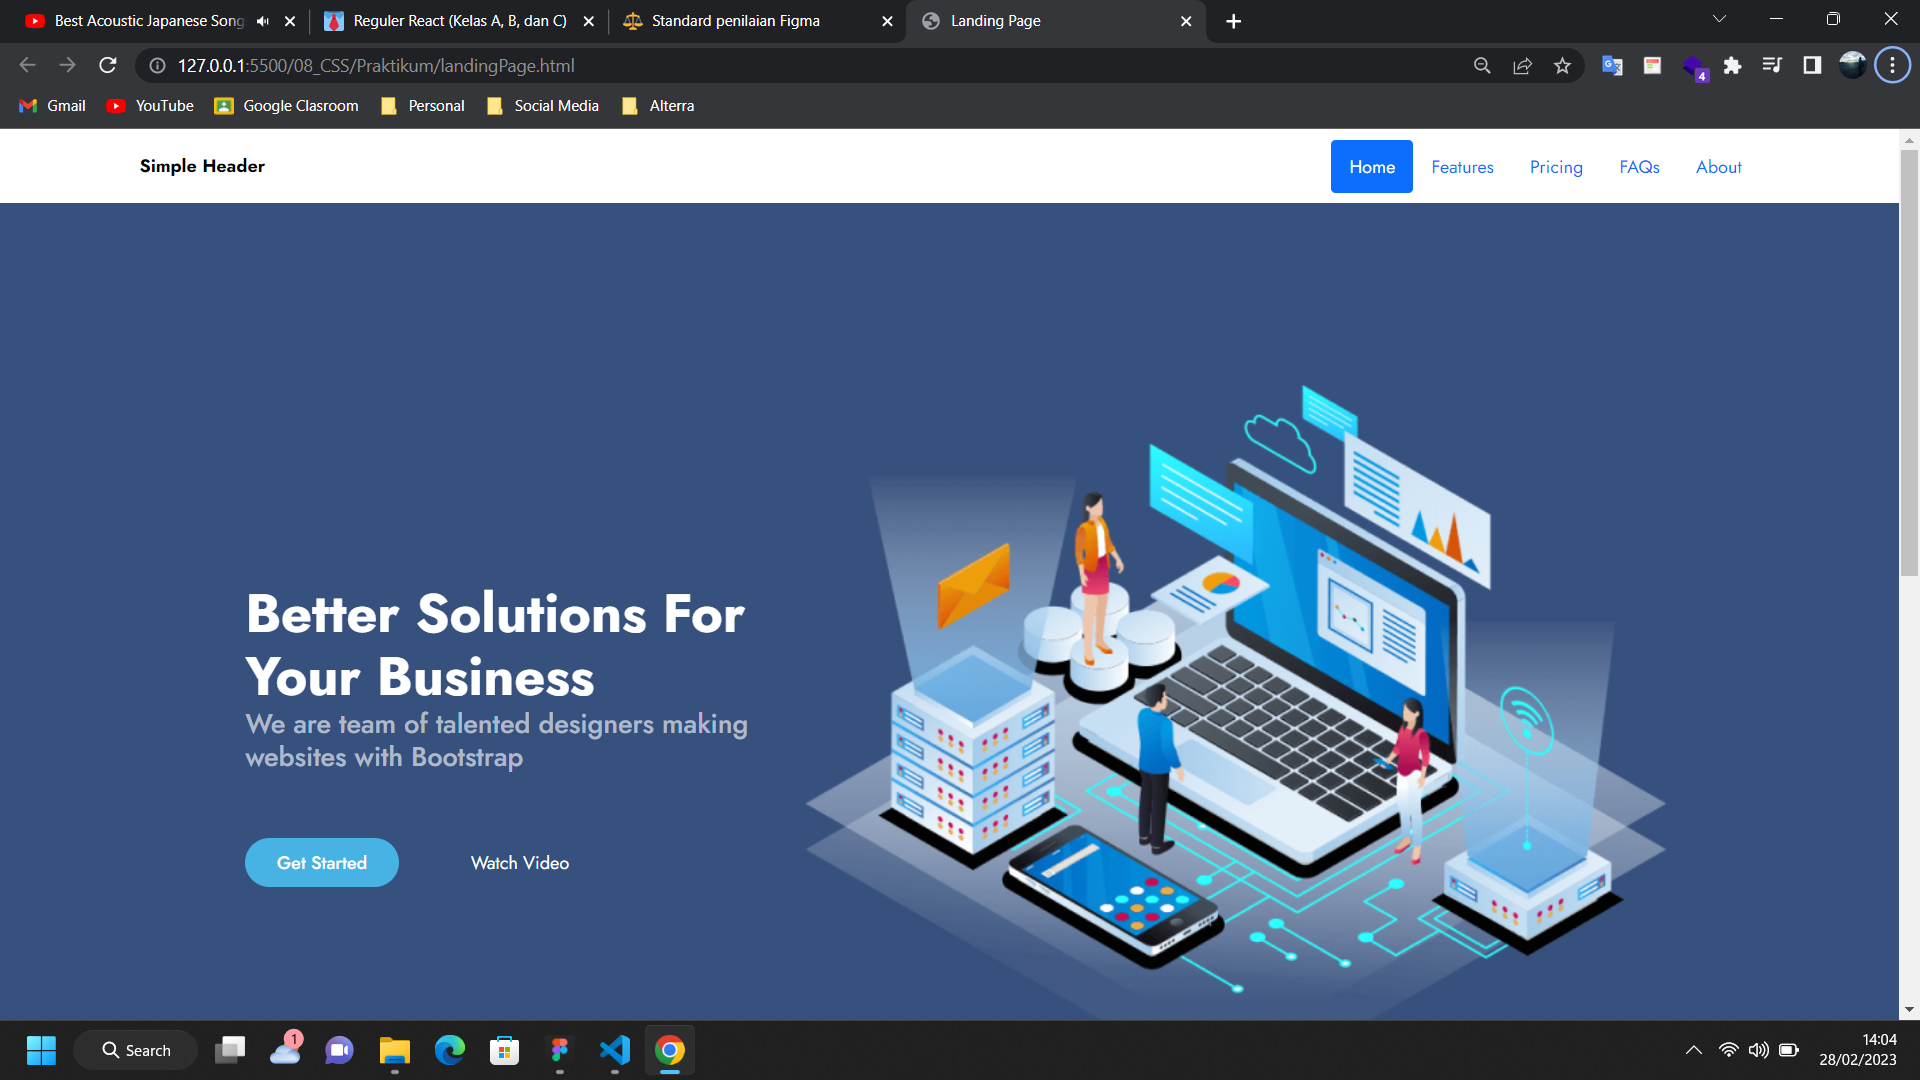 Best Acoustic Japanese Song
Reguler React (Kelas A, B, dan C)
Standard penilaian Figma
Landing Page
127.0.0.1:5500/08_CSS/Praktikum/landingPage.html
4
Gmail
YouTube
Google Clasroom
Personal
Social Media
Alterra
Simple Header
Home
Features
Pricing
FAQs
About
Better Solutions For
Your Business
We are team of talented designers making
websites with Bootstrap
Get Started
Watch Video
Search
1
14:04
28/02/2023